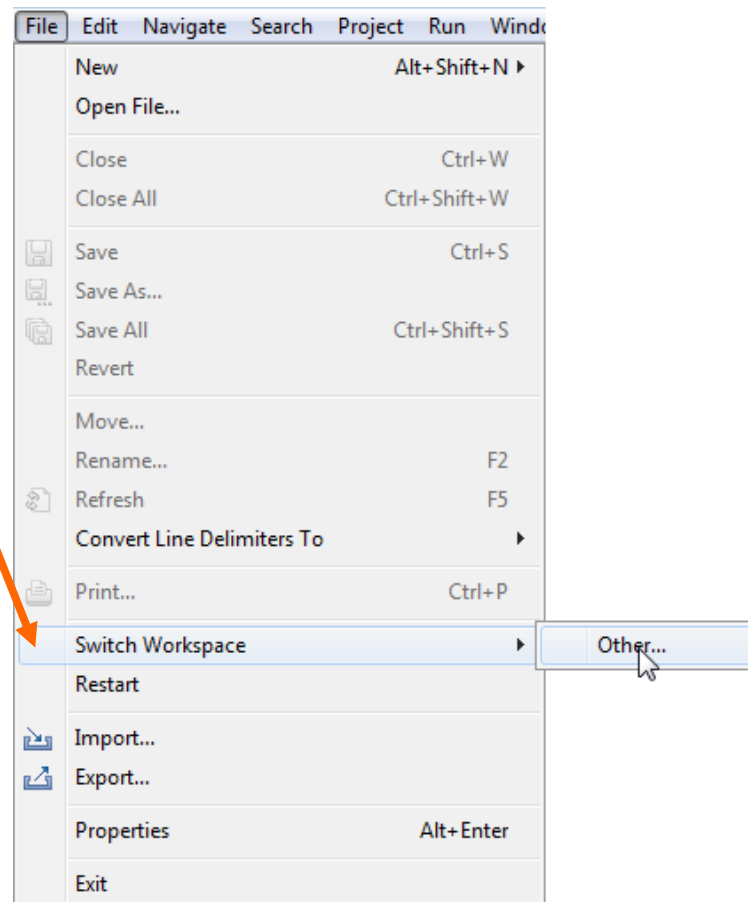 File Edit Navigate Search Project Run
New Alt+Shift+N
Open File...
Close Ctrl+W
Close All Ctrl+Shift+W
Save Ctrl+S
Save As...
Save All Ctrl+Shift+S
Revert
Move...
Rename... F2
Refresh F5
Convert Line Delimiters To
Print... Ctrl+P
Switch Workspace Other...
Restart
Import...
Export...
Properties Alt+Enter
Exit